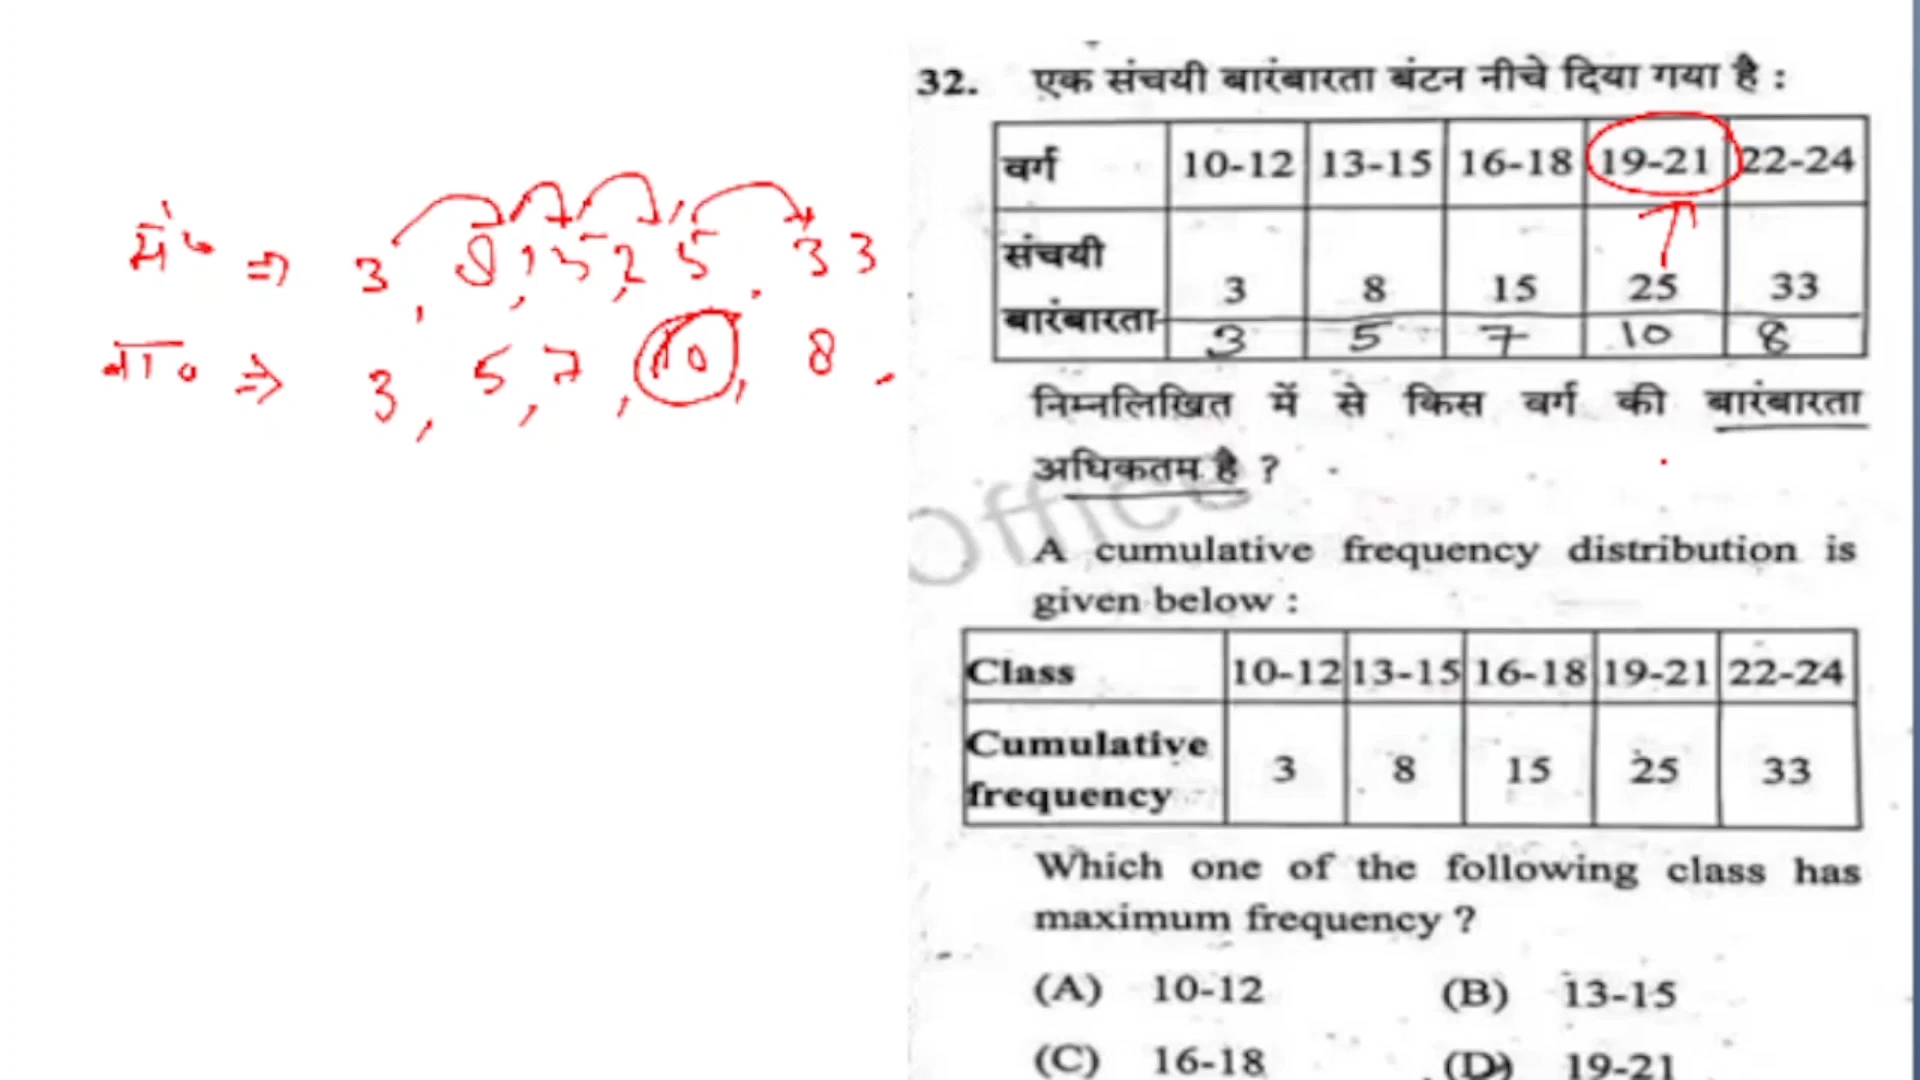 32. एक संचयी बारंबारता बंटन नीचे दिया गया है :
वर्ग 10-12 13-15 16-18 19-21 22-24
संचयी बारंबारता 3 8 15 25 33
3 5 7 10 8
निम्नलिखित में से किस वर्ग की बारंबारता
अधिकतम है ?
A cumulative frequency distribution is
given below :
Class 10-12 13-15 16-18 19-21 22-24
Cumulative frequency 3 8 15 25 33
Which one of the following class has
maximum frequency ?
(A) 10-12 (B) 13-15
(C) 16-18 (D) 19-21
⇒ 3, 8, 15, 25, 33
⇒ 3, 5, 7, 10, 8
Office